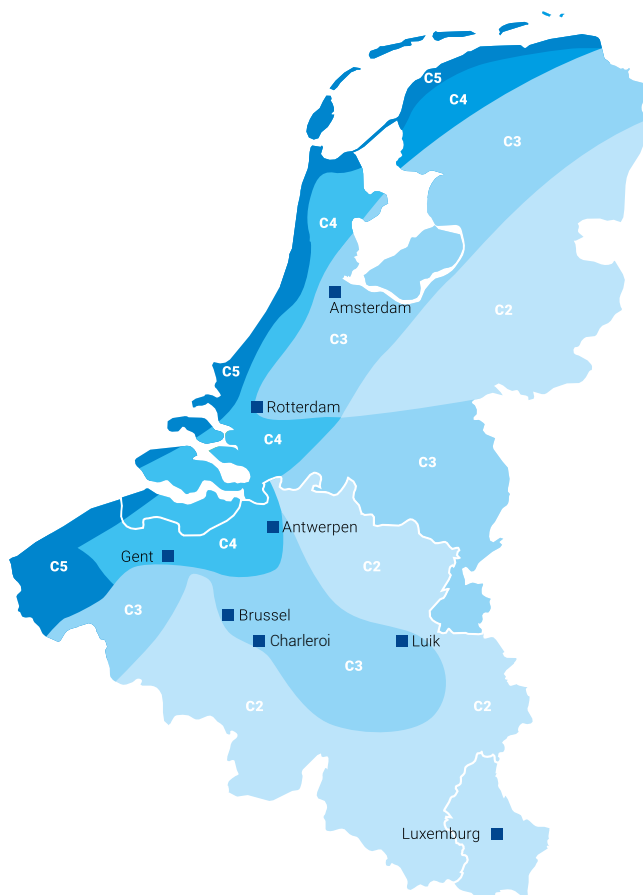 C5
C4
C3
C4
Amsterdam
C2
C3
C5
Rotterdam
C4
C3
Antwerpen
C4
Gent
C5
C2
C3
Brussel
Charleroi
Luik
C3
C2
C2
Luxemburg